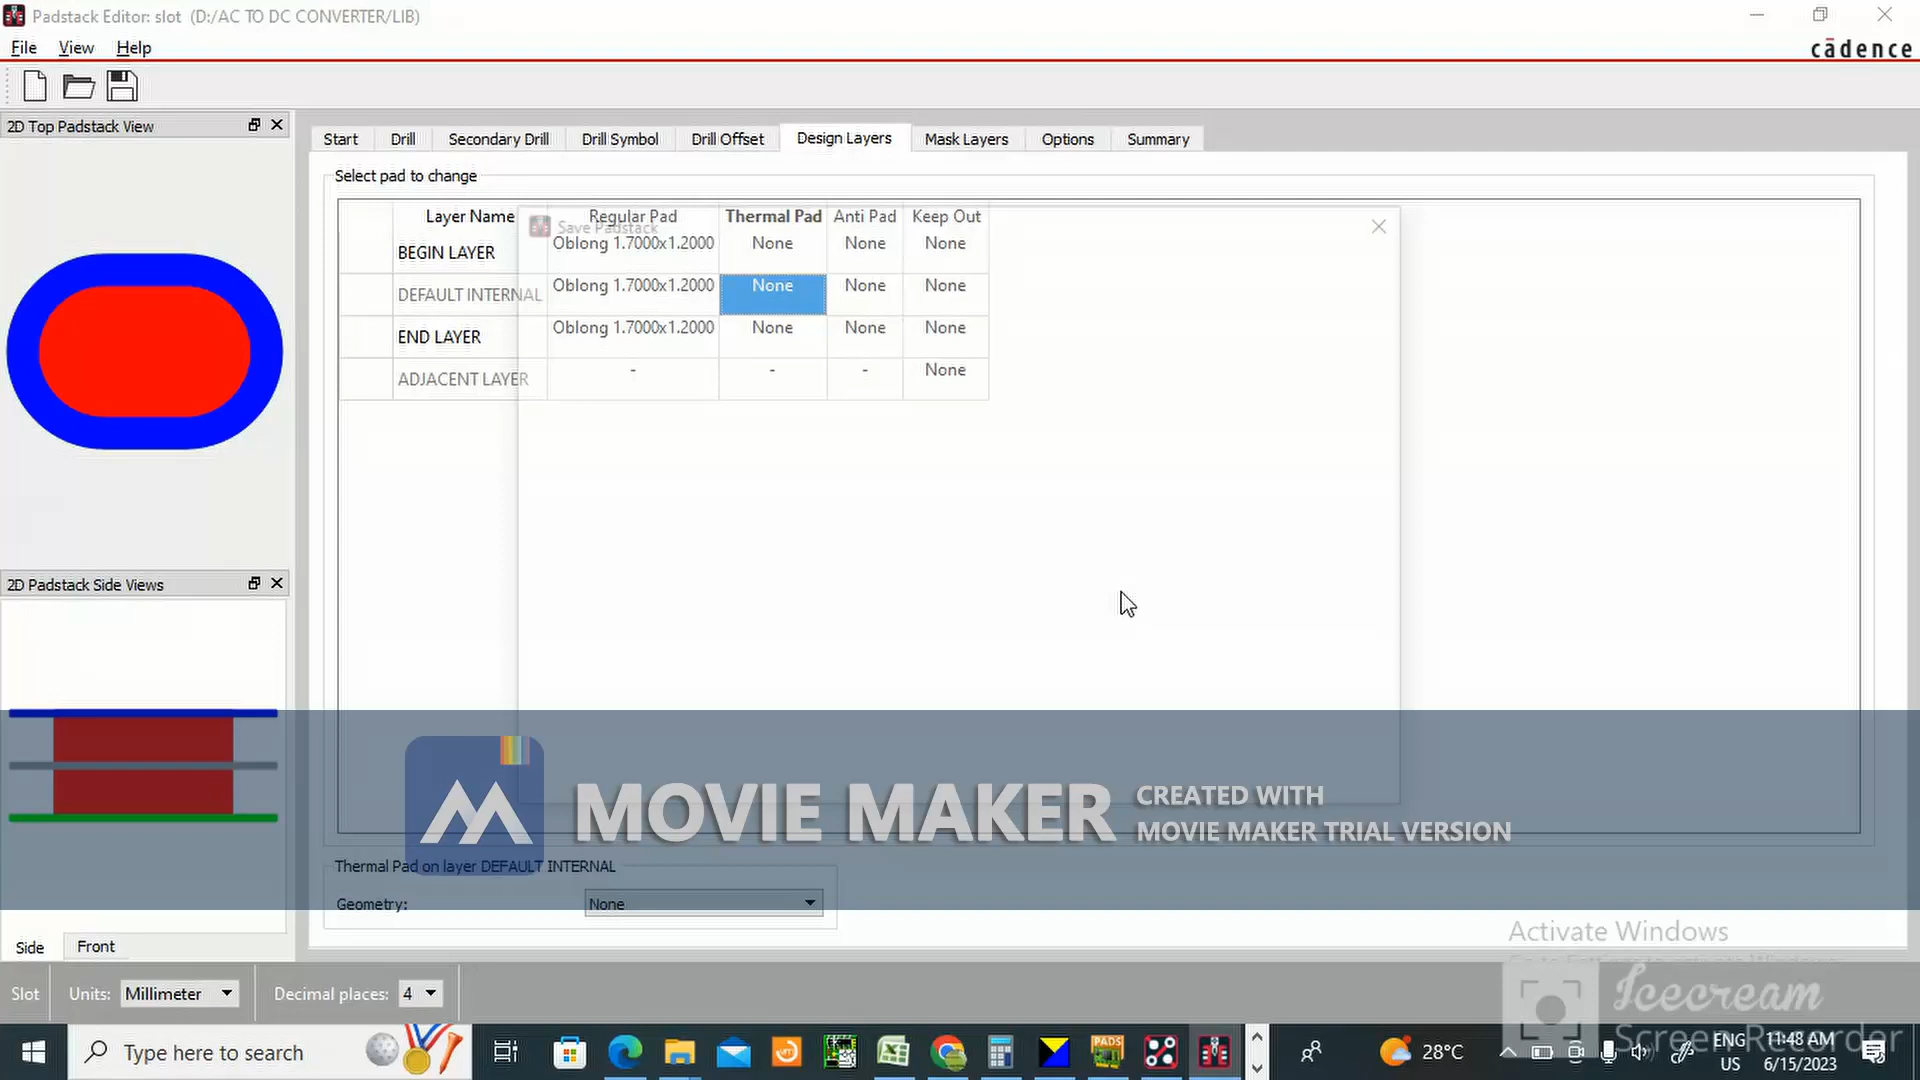 Padstack Editor: slot (D:/AC TO DC CONVERTER/LIB)
File View Help
cādence
2D Top Padstack View
Start Drill Secondary Drill Drill Symbol Drill Offset Design Layers Mask Layers Options Summary
Select pad to change
Layer Name Regular Pad Thermal Pad Anti Pad Keep Out
Save Padstack
BEGIN LAYER Oblong 1.7000x1.2000 None None None
DEFAULT INTERNAL Oblong 1.7000x1.2000 None None None
END LAYER Oblong 1.7000x1.2000 None None None
ADJACENT LAYER - - - None
2D Padstack Side Views
MOVIE MAKER
CREATED WITH
MOVIE MAKER TRIAL VERSION
Thermal Pad on layer DEFAULT INTERNAL
Geometry: None
Side Front
Activate Windows
Slot Units: Millimeter Decimal places: 4
Icecream
Screen Recorder
Type here to search
PADS
28°C
ENG
US
11:48 AM
6/15/2023